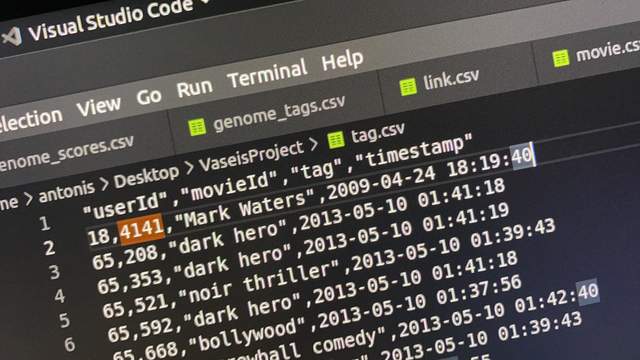 Visual Studio Code
election View Go Run Terminal Help
enome_scores.csv genome_tags.csv link.csv movie.cs
me > antonis > Desktop > VaseisProject > tag.csv
1 "userId","movieId","tag","timestamp"
2 18,4141,"Mark Waters",2009-04-24 18:19:40
3 65,208,"dark hero",2013-05-10 01:41:18
4 65,353,"dark hero",2013-05-10 01:41:19
5 65,521,"noir thriller",2013-05-10 01:39:43
6 65,592,"dark hero",2013-05-10 01:41:18
65,668,"bollywood",2013-05-10 01:37:56
owball comedy",2013-05-10 01:42:40
2013-05-10 01:39:43